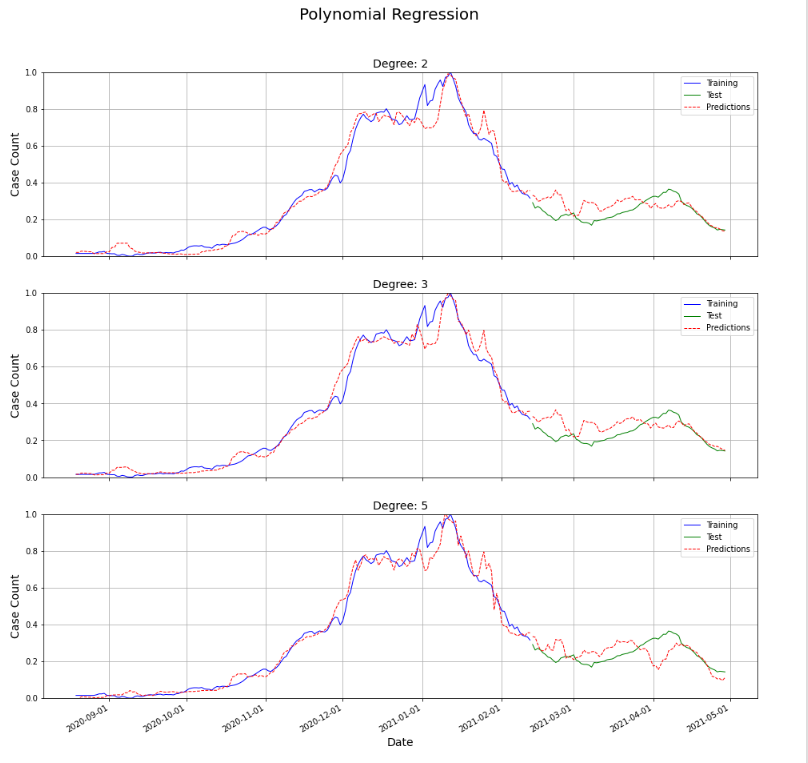 Polynomial Regression
Degree: 2
1.0
0.8
0.6
0.4
0.2
0.0
Case Count
Training
Test
Predictions
Degree: 3
1.0
0.8
0.6
0.4
0.2
0.0
Case Count
Training
Test
Predictions
Degree: 5
1.0
0.8
0.6
0.4
0.2
0.0
Case Count
Training
Test
Predictions
2020-09-01
2020-10-01
2020-11-01
2020-12-01
2021-01-01
2021-02-01
2021-03-01
2021-04-01
2021-05-01
Date